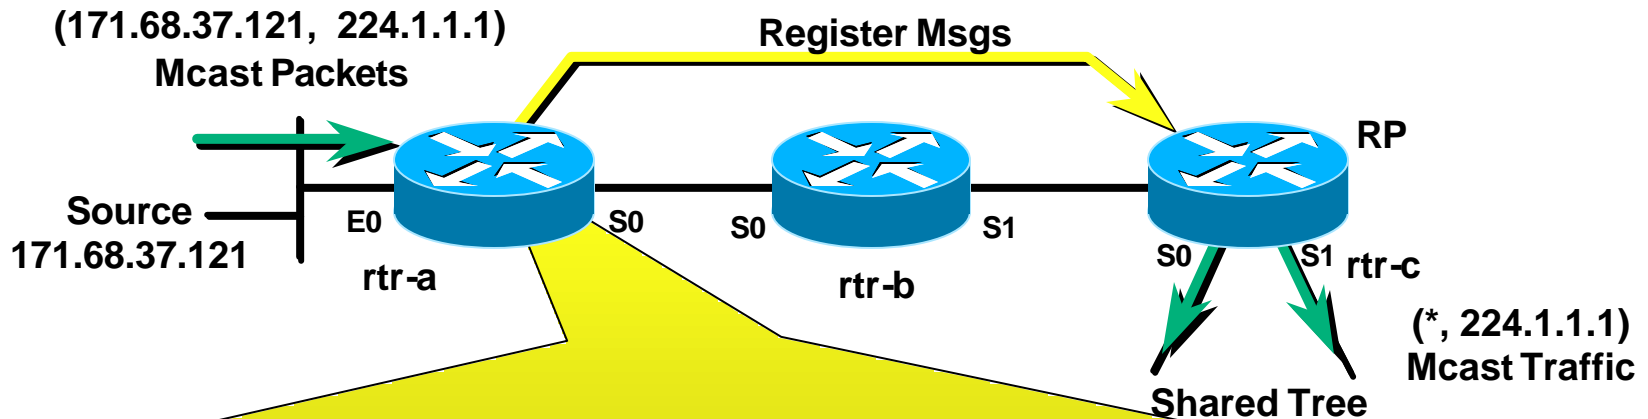 (171.68.37.121, 224.1.1.1)
Mcast Packets
Register Msgs
RP
Source
171.68.37.121
E0
S0
S0
S1
S0
S1
rtr-a
rtr-b
rtr-c
(*, 224.1.1.1)
Mcast Traffic
Shared Tree